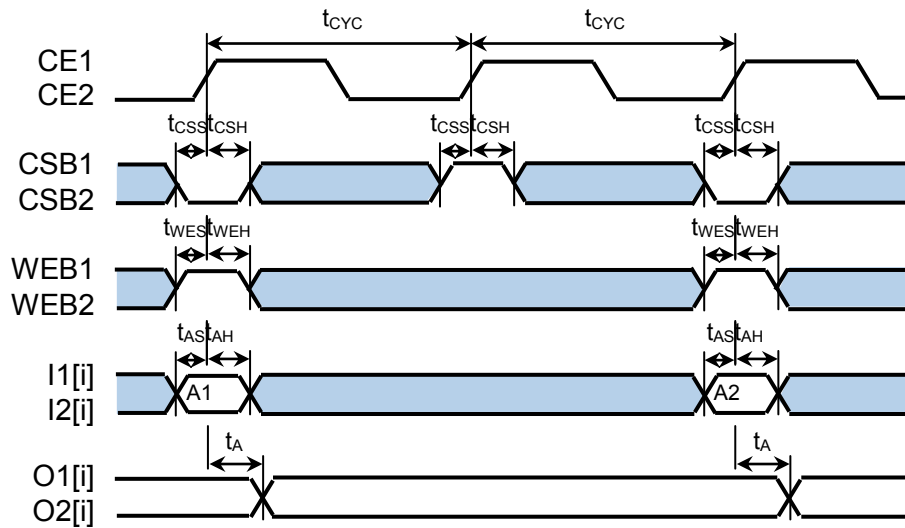 tCYC tCYC
CE1
CE2
tCSS tCSH tCSS tCSH tCSS tCSH
CSB1
CSB2
tWES tWEH tWES tWEH
WEB1
WEB2
tAS tAH tAS tAH
I1[i] A1 A2
I2[i]
tA tA
O1[i]
O2[i]